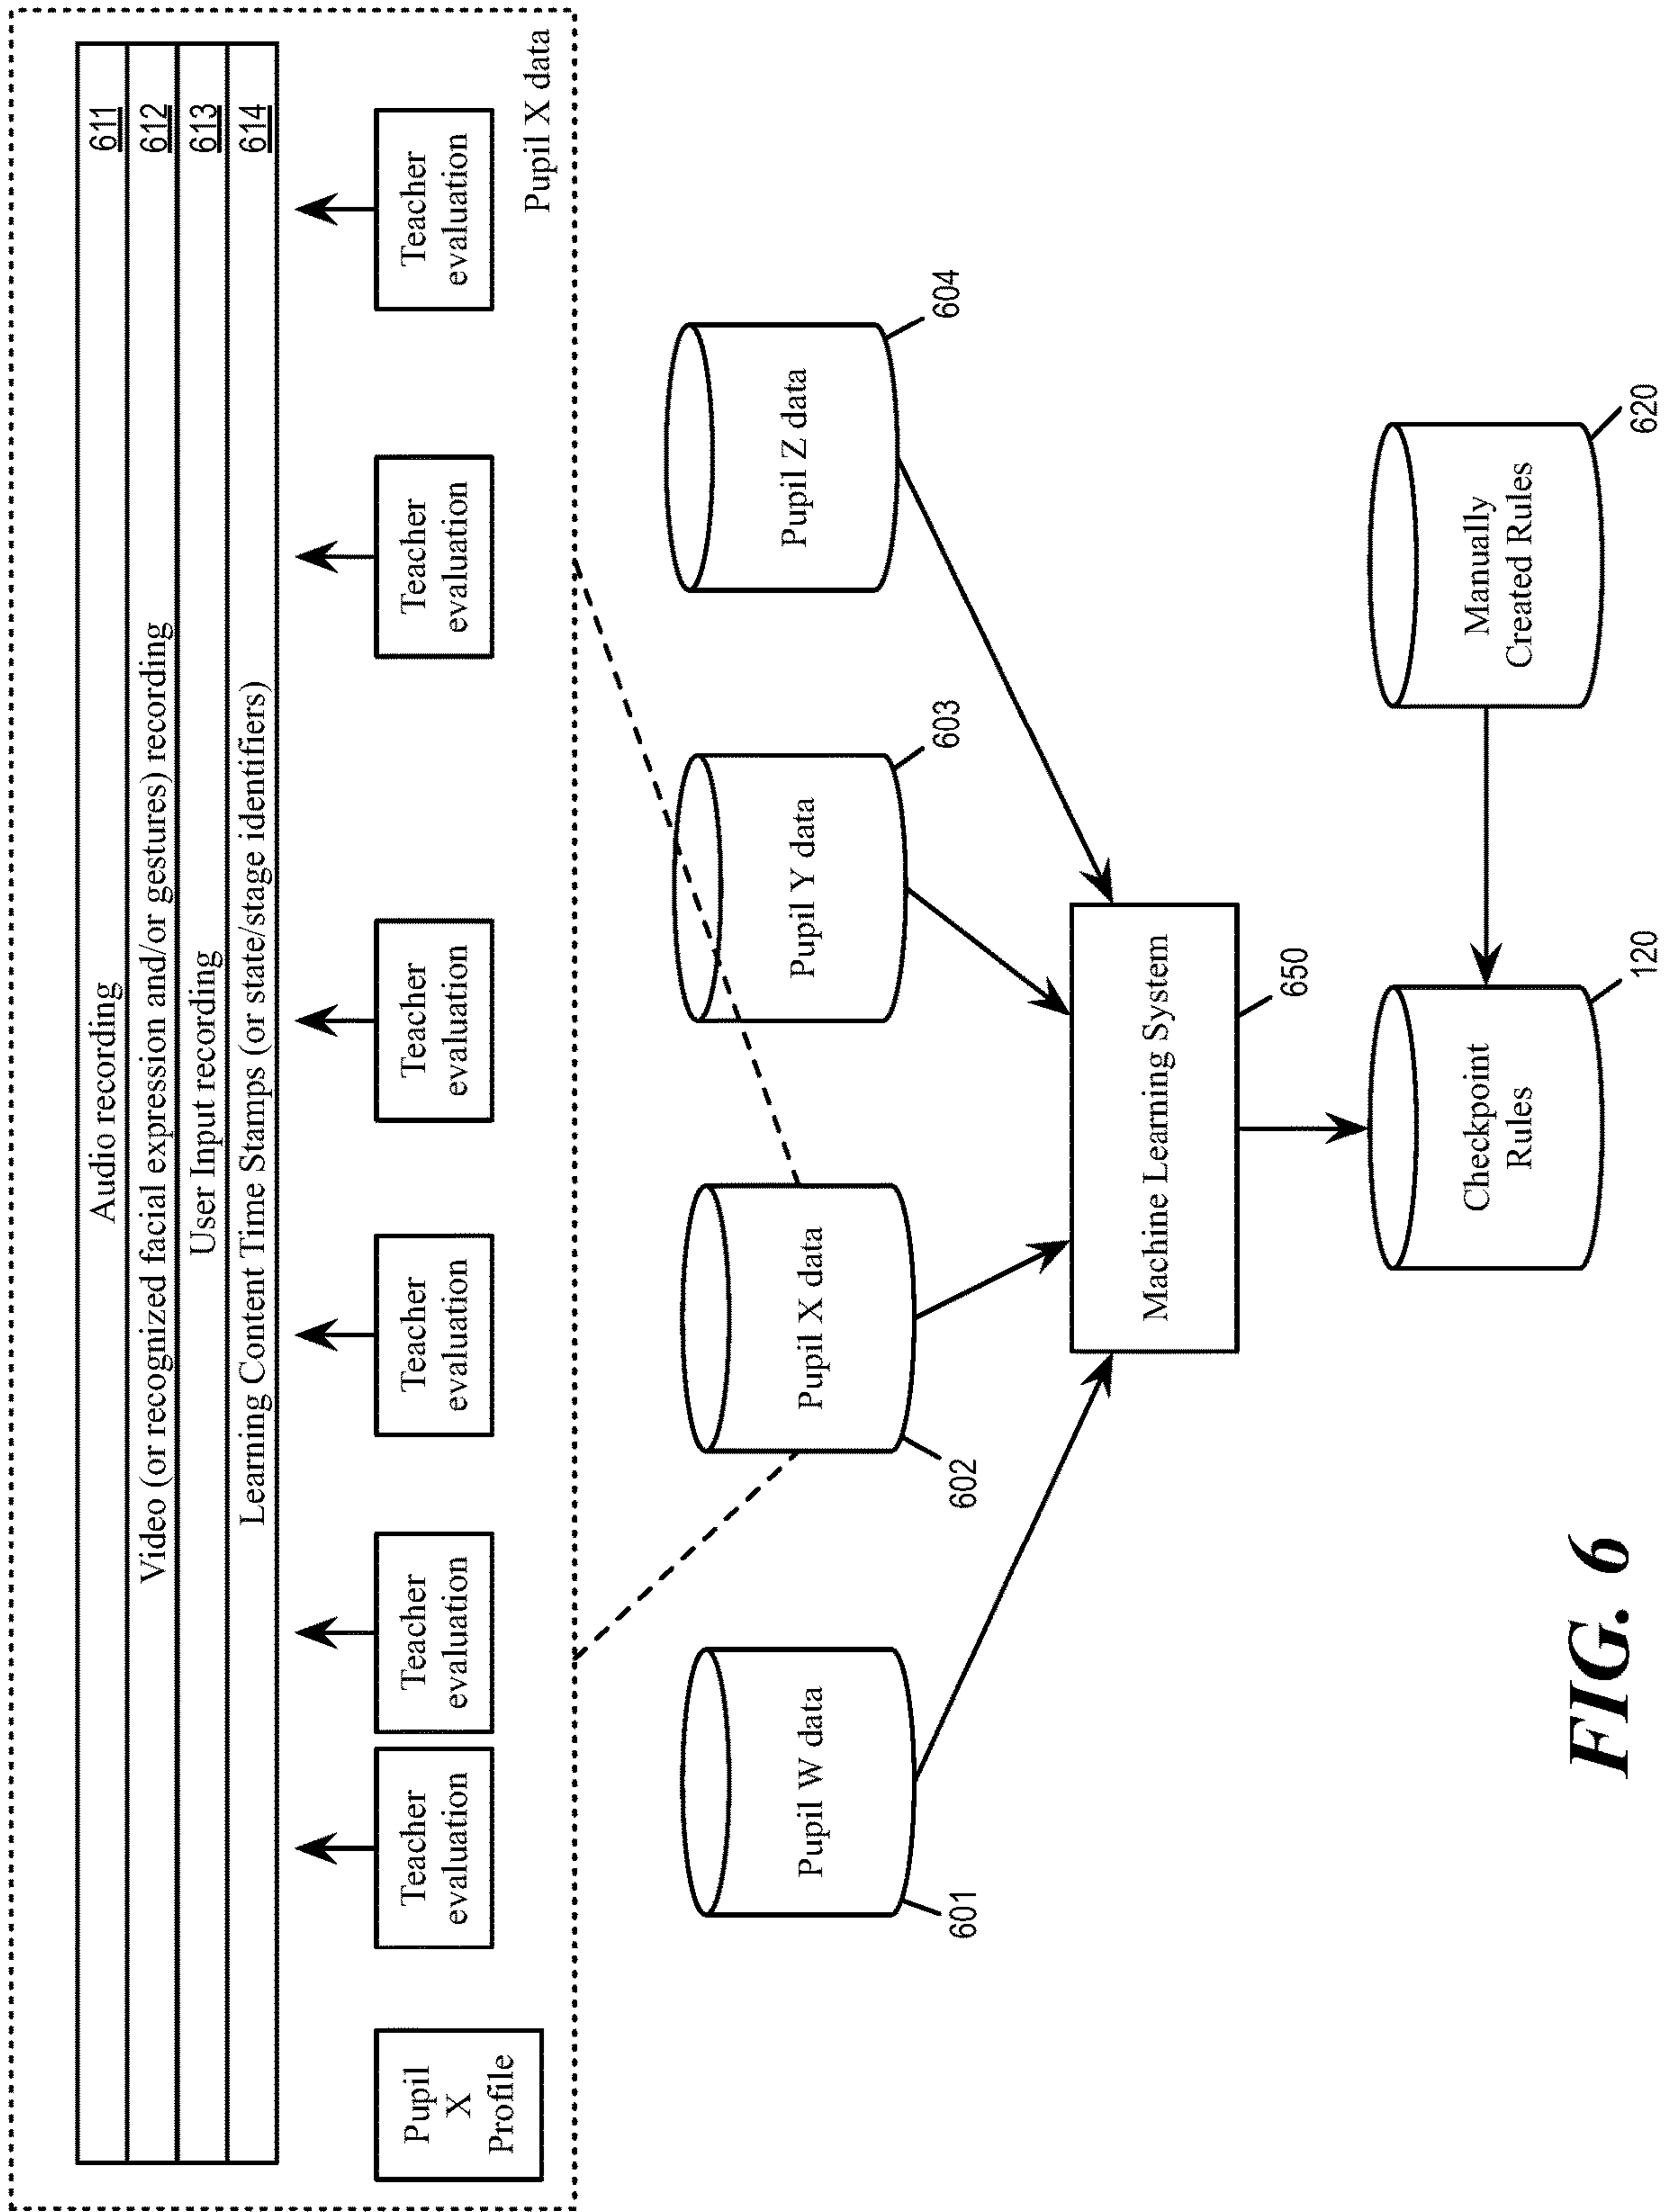 Audio recording 611
Video (or recognized facial expression and/or gestures) recording 612
User Input recording 613
Learning Content Time Stamps (or state/stage identifiers) 614
Pupil
X
Profile
Teacher
evaluation
Teacher
evaluation
Teacher
evaluation
Teacher
evaluation
Teacher
evaluation
Teacher
evaluation
Pupil X data
Pupil W data
601
Pupil X data
602
Pupil Y data
603
Pupil Z data
604
Machine Learning System
650
Checkpoint
Rules
120
Manually
Created Rules
620
FIG. 6